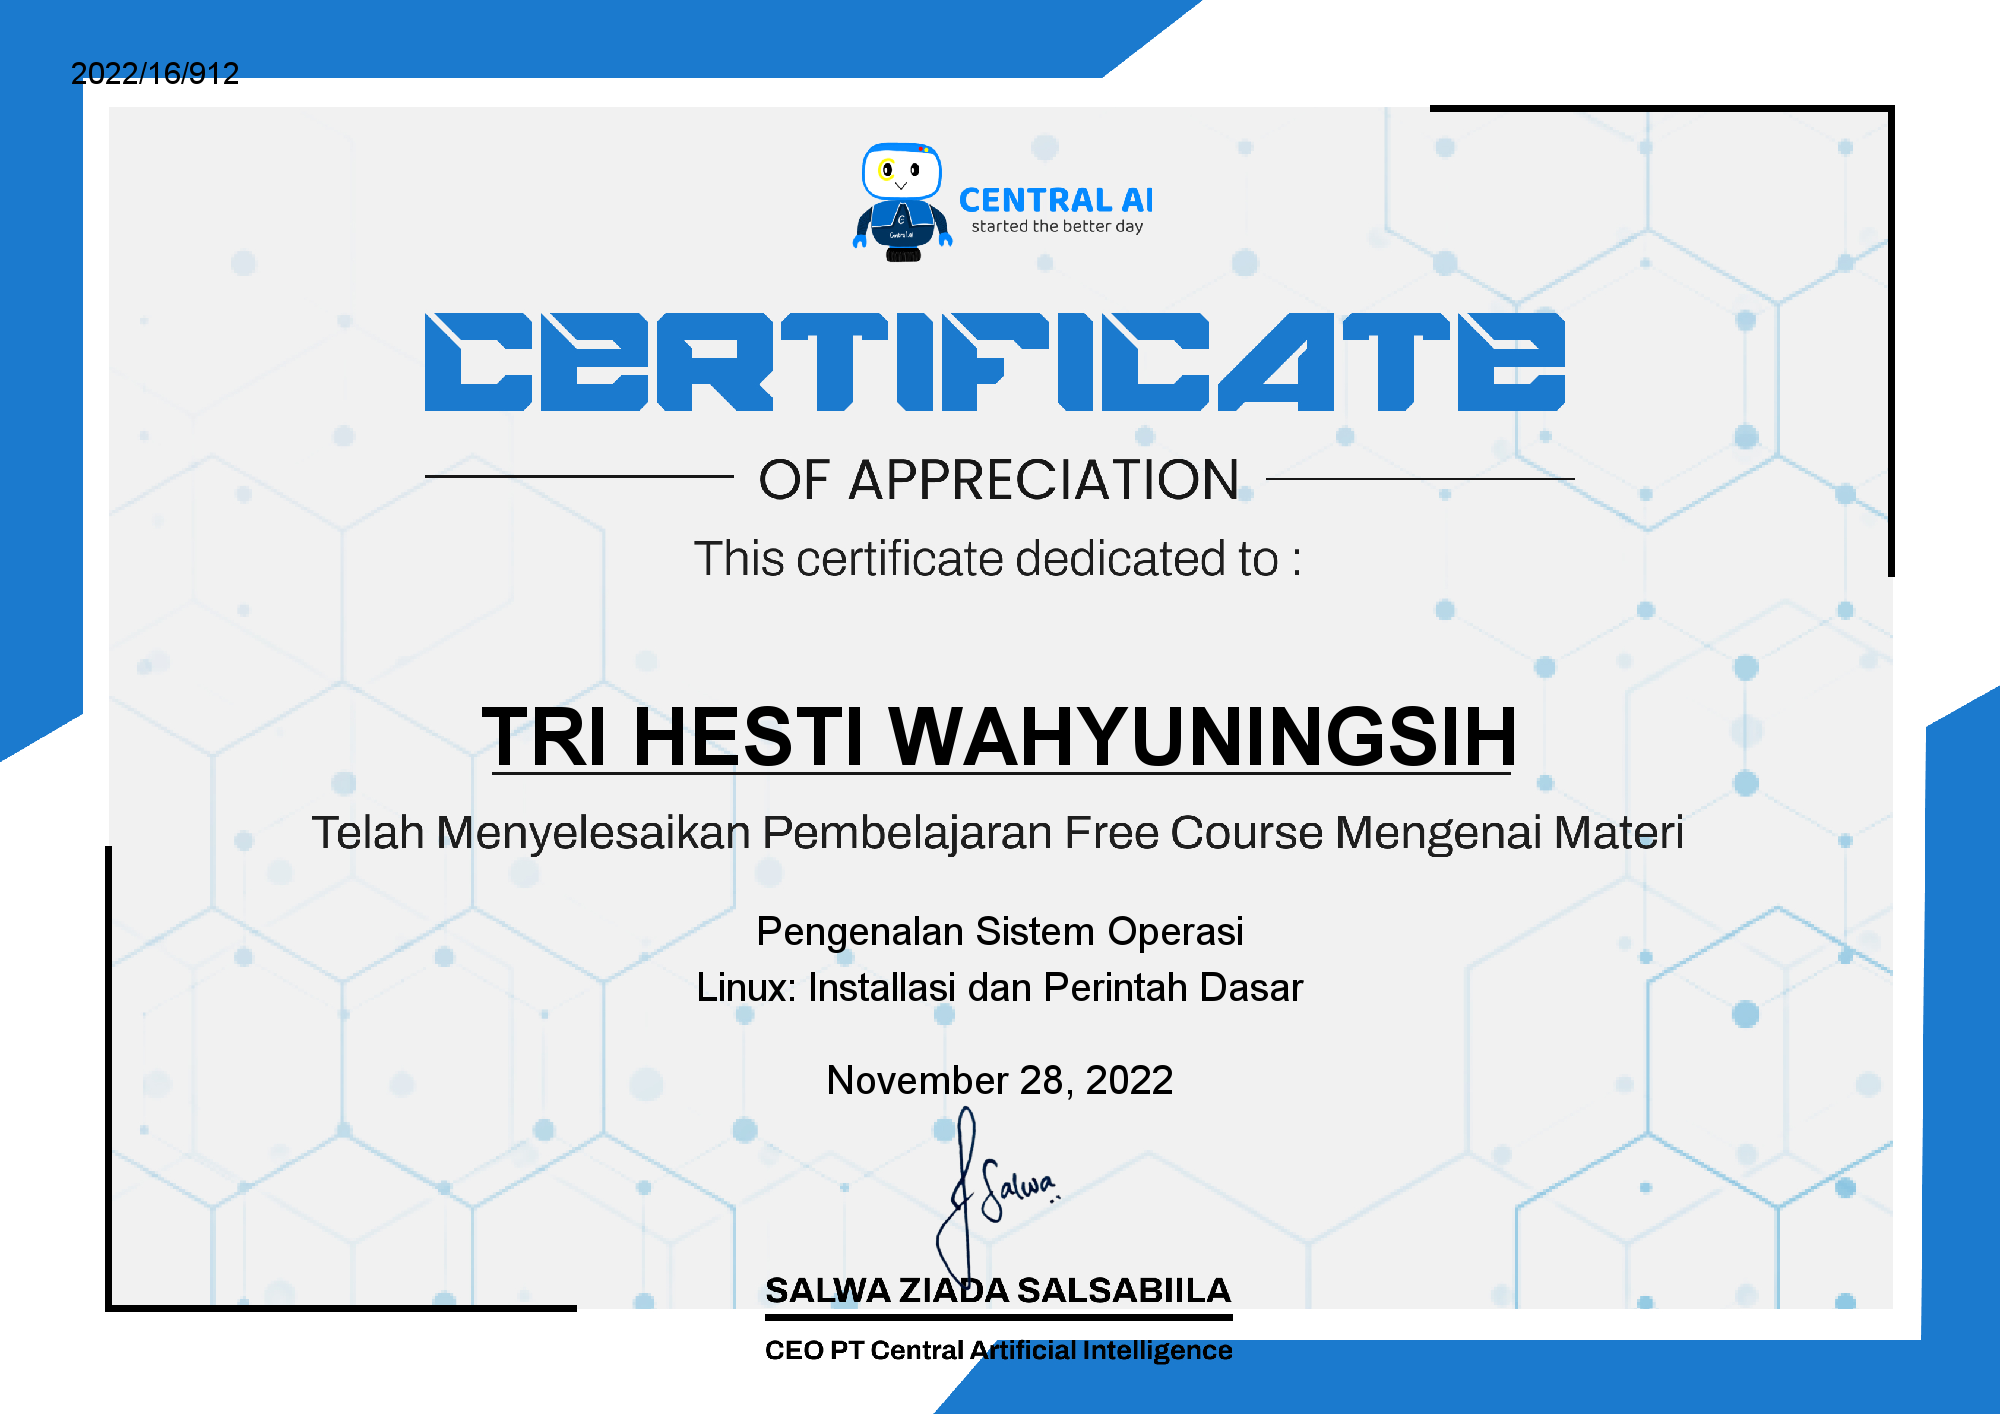 2022/16/912
CENTRAL AI
started the better day
CERTIFICATE
OF APPRECIATION
This certificate dedicated to :
TRI HESTI WAHYUNINGSIH
Telah Menyelesaikan Pembelajaran Free Course Mengenai Materi
Pengenalan Sistem Operasi
Linux: Installasi dan Perintah Dasar
November 28, 2022
Salwa
SALWA ZIADA SALSABIILA
CEO PT Central Artificial Intelligence